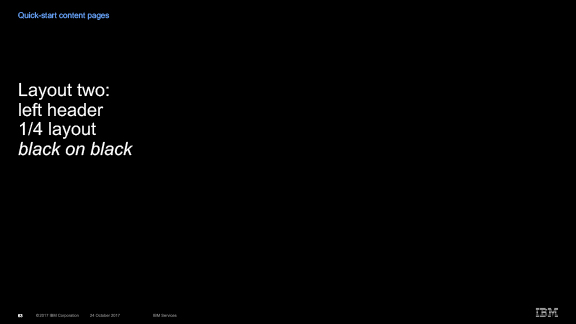 Quick-start content pages
Layout two:
left header
1/4 layout
black on black
83 ©2017 IBM Corporation 24 October 2017 IBM Services
IBM